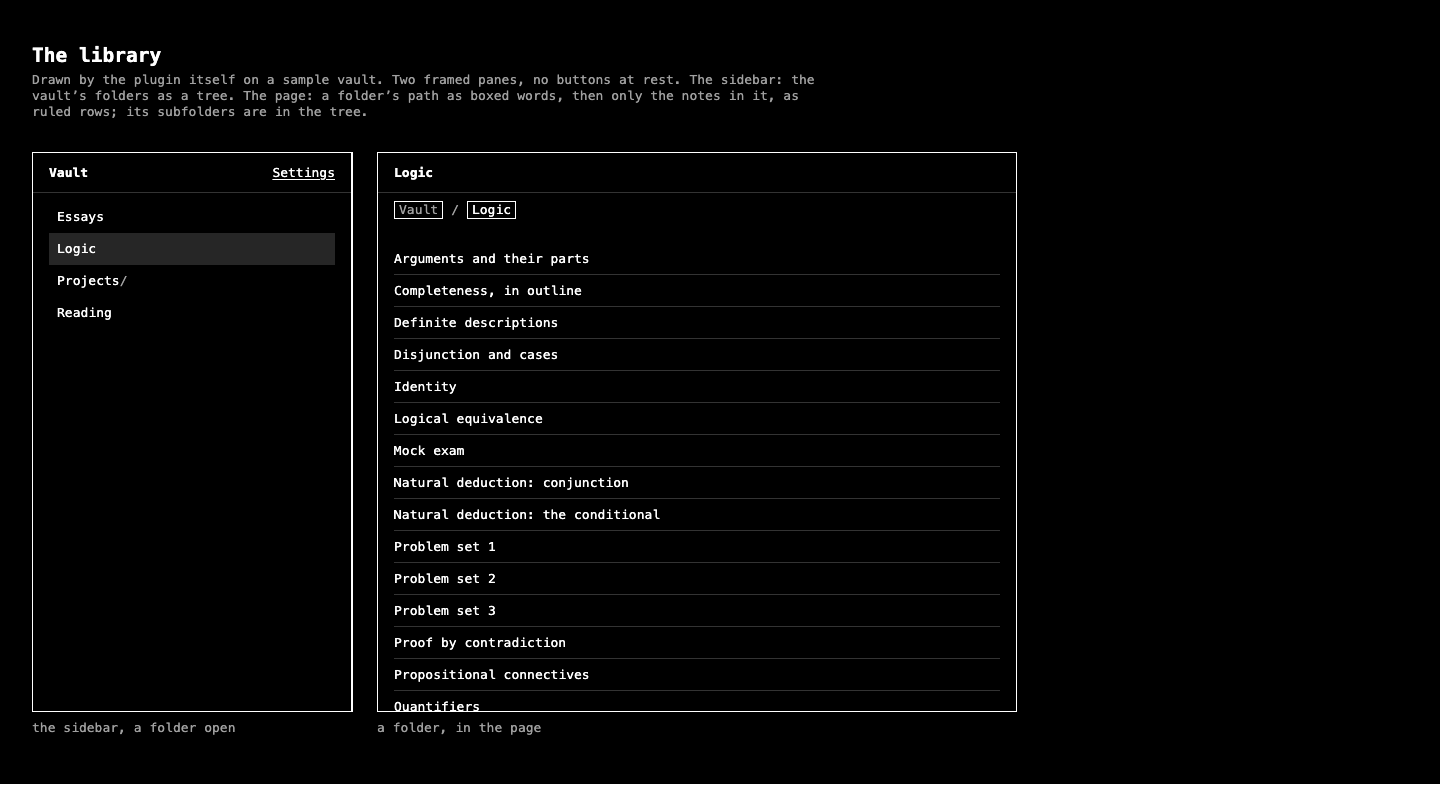 The library
Drawn by the plugin itself on a sample vault. Two framed panes, no buttons at rest. The sidebar: the
vault’s folders as a tree. The page: a folder’s path as boxed words, then only the notes in it, as
ruled rows; its subfolders are in the tree.
Vault Settings
Essays
Logic
Projects/
Reading
the sidebar, a folder open
Logic
Vault / Logic
Arguments and their parts
Completeness, in outline
Definite descriptions
Disjunction and cases
Identity
Logical equivalence
Mock exam
Natural deduction: conjunction
Natural deduction: the conditional
Problem set 1
Problem set 2
Problem set 3
Proof by contradiction
Propositional connectives
Quantifiers
a folder, in the page